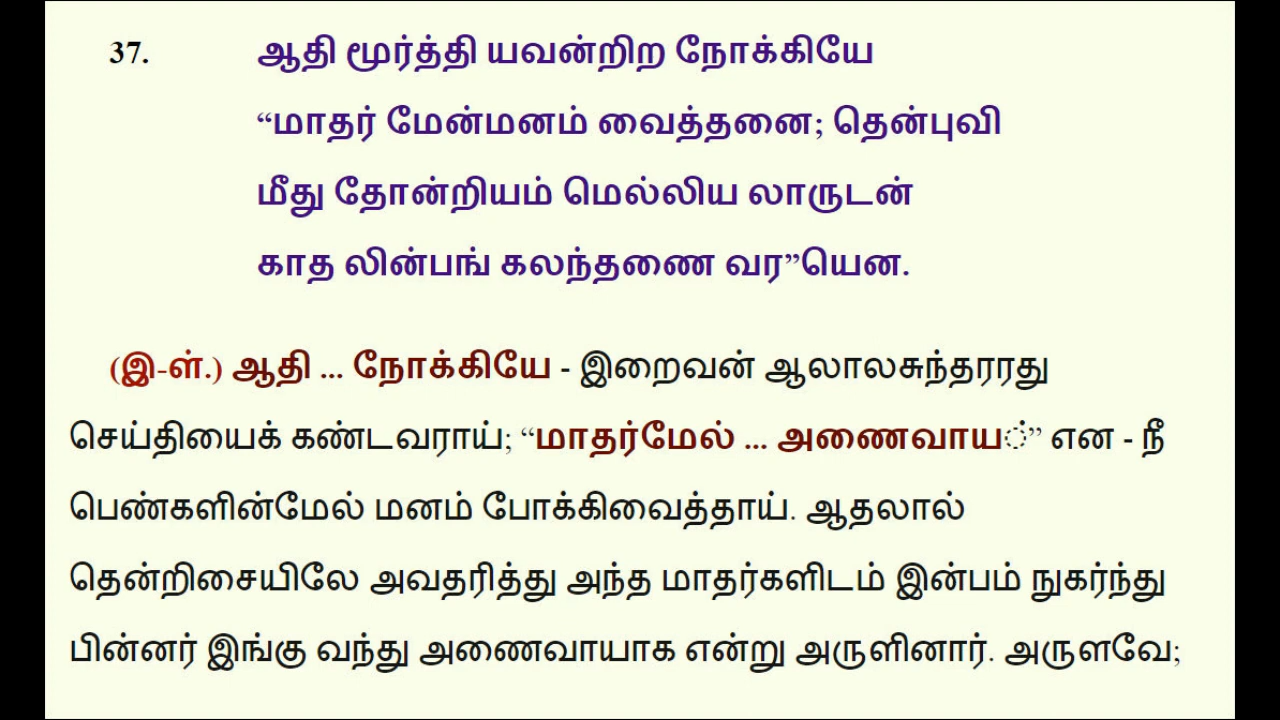 37. ஆதி மூர்த்தி யவன்றிற நோக்கியே
“மாதர் மேன்மனம் வைத்தனை; தென்புவி
மீது தோன்றியம் மெல்லிய லாருடன்
காத லின்பங் கலந்தணை வர”யென.
(இ-ள்.) ஆதி ... நோக்கியே - இறைவன் ஆலாலசுந்தரரது
செய்தியைக் கண்டவராய்; “மாதர்மேல் ... அணைவாய்” என - நீ
பெண்களின்மேல் மனம் போக்கிவைத்தாய். ஆதலால்
தென்றிசையிலே அவதரித்து அந்த மாதர்களிடம் இன்பம் நுகர்ந்து
பின்னர் இங்கு வந்து அணைவாயாக என்று அருளினார். அருளவே;